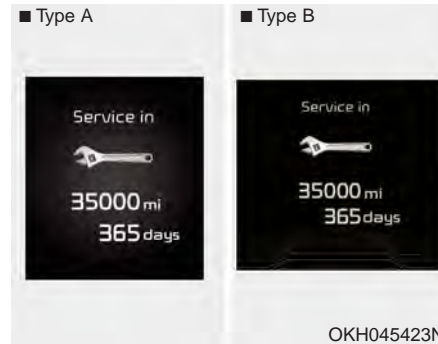 ■ Type A
■ Type B
Service in
35000 mi
365 days
Service in
35000 mi
365 days
OKH045423N